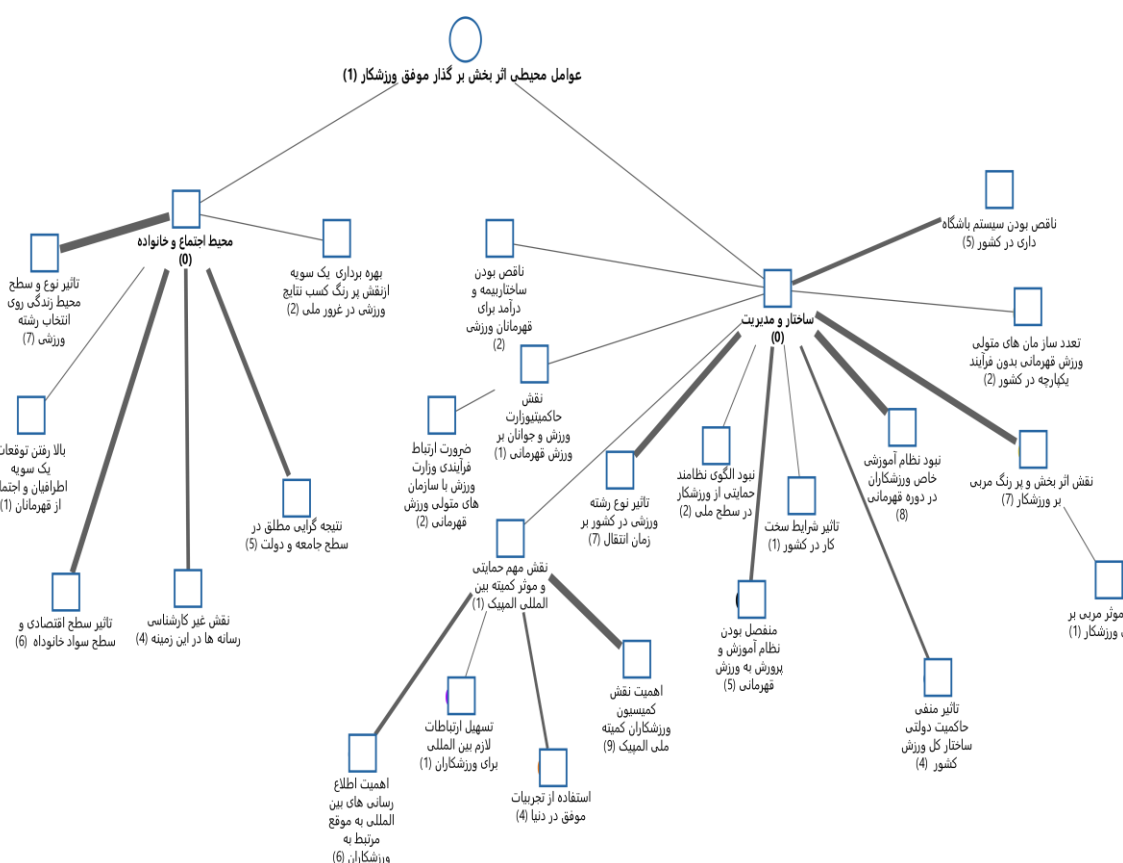 عوامل محیطی اثر بخش بر گذار موفق ورزشکار (1)
محیط اجتماع و خانواده
(0)
تاثیر نوع و سطح
محیط زندگی روی
انتخاب رشته
ورزشی (7)
بهره برداری یک سویه
ازنقش پر رنگ کسب نتایج
ورزشی در غرور ملی (2)
بالا رفتن توقعات
یک سویه
اطرافیان و
از قهرمانان (1)
تاثیر سطح اقتصادی و
سطح سواد خانوداه (6)
نقش غیر کارشناسی
رسانه ها در این زمینه (4)
نتیجه گرایی مطلق در
سطح جامعه و دولت (5)
ساختار و مدیریت
(0)
ناقص بودن سیستم باشگاه
داری در کشور (5)
ناقص بودن
ساختاربیمه و
درآمد برای
قهرمانان ورزشی
(2)
تعدد ساز مان های متولی
ورزش قهرمانی بدون فرآیند
یکپارچه در کشور (2)
نقش
حاکمیتیوزارت
ورزش و جوانان بر
ورزش قهرمانی (1)
ضرورت ارتباط
فرآیندی وزارت
ورزش با سازمان
های متولی ورزش
قهرمانی (2)
تاثیر نوع رشته
ورزشی در کشور بر
زمان انتقال (7)
نبود الگوی نظامند
حمایتی از ورزشکار
در سطح ملی (2)
تاثیر شرایط سخت
کار در کشور (1)
نبود نظام آموزشی
خاص ورزشکاران
در دوره قهرمانی
(8)
نقش اثر بخش و پر رنگ مربی
بر ورزشکار (7)
موثر مربی بر
ورزشکار (1)
نقش مهم حمایتی
و موثر کمیته بین
المللی المپیک (1)
منفصل بودن
نظام آموزش و
پرورش به ورزش
قهرمانی (5)
تاثیر منفی
حاکمیت دولتی
ساختار کل ورزش
کشور (4)
اهمیت نقش
کمیسیون
ورزشکاران کمیته
ملی المپیک (9)
تسهیل ارتباطات
لازم بین المللی
برای ورزشکاران (1)
استفاده از تجربیات
موفق در دنیا (4)
اهمیت اطلاع
رسانی های بین
المللی به موقع
مرتبط به
ورزشکاران (6)